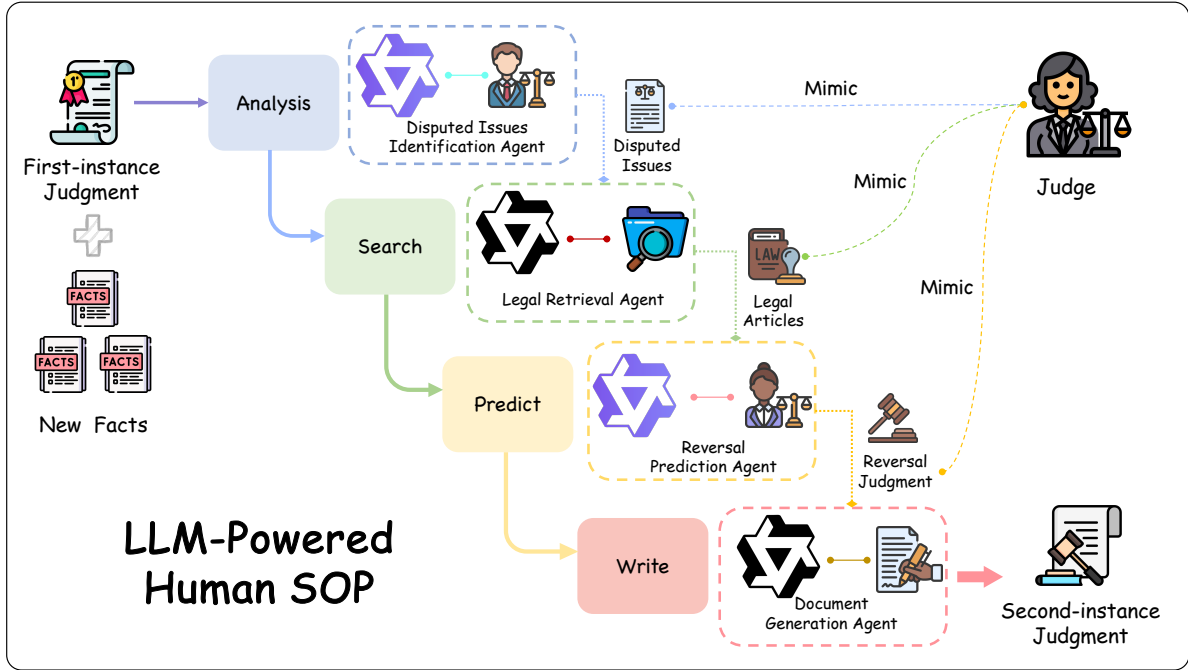 Analysis
Disputed Issues
Identification Agent
Disputed
Issues
Mimic
Judge
1st
First-instance
Judgment
FACTS
FACTS
FACTS
New Facts
Search
Legal Retrieval Agent
LAW
Legal
Articles
Mimic
Mimic
Predict
Reversal
Prediction Agent
Reversal
Judgment
Write
Document
Generation Agent
Second-instance
Judgment
LLM-Powered
Human SOP